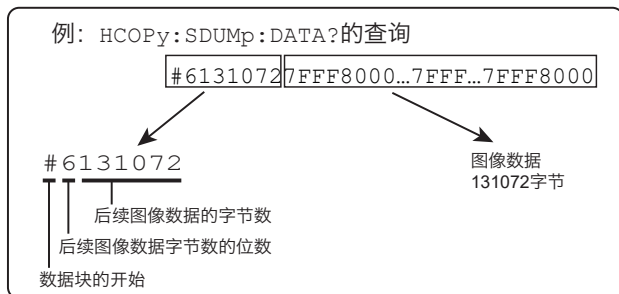 例：HCOPy:SDUMp:DATA?的查询
#6131072 7FFF8000…7FFF…7FFF8000
#6131072
图像数据
131072字节
后续图像数据的字节数
后续图像数据字节数的位数
数据块的开始